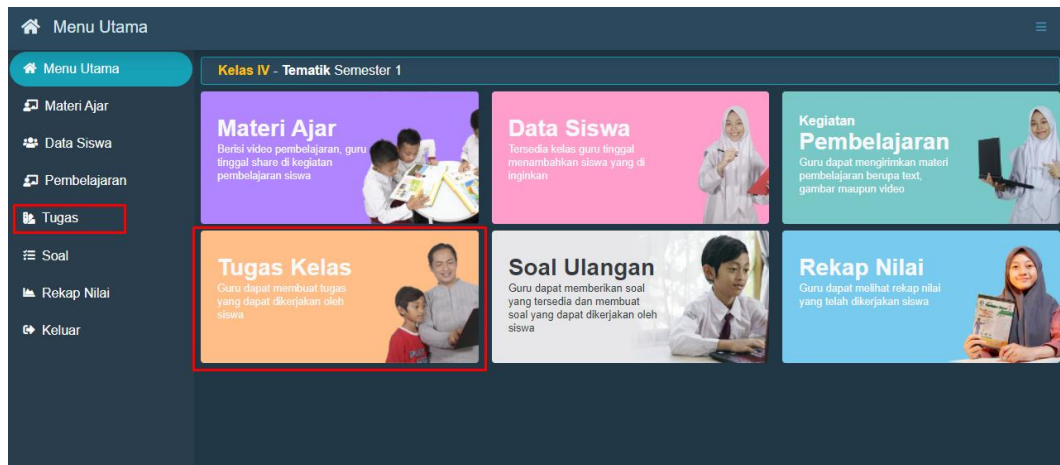 Menu Utama
Menu Utama
Materi Ajar
Data Siswa
Pembelajaran
Tugas
Soal
Rekap Nilai
Keluar
Kelas IV - Tematik Semester 1
Materi Ajar
Berisi video pembelajaran, guru
tinggal share di kegiatan
pembelajaran siswa
Data Siswa
Tersedia kelas guru tinggal
menambahkan siswa yang di
inginkan
Kegiatan
Pembelajaran
Guru dapat mengirimkan materi
pembelajaran berupa text,
gambar maupun video
Tugas Kelas
Guru dapat membuat tugas
yang dapat dikerjakan oleh
siswa
Soal Ulangan
Guru dapat memberikan soal
yang tersedia dan membuat
soal yang dapat dikerjakan oleh
siswa
Rekap Nilai
Guru dapat melihat rekap nilai
yang telah dikerjakan siswa